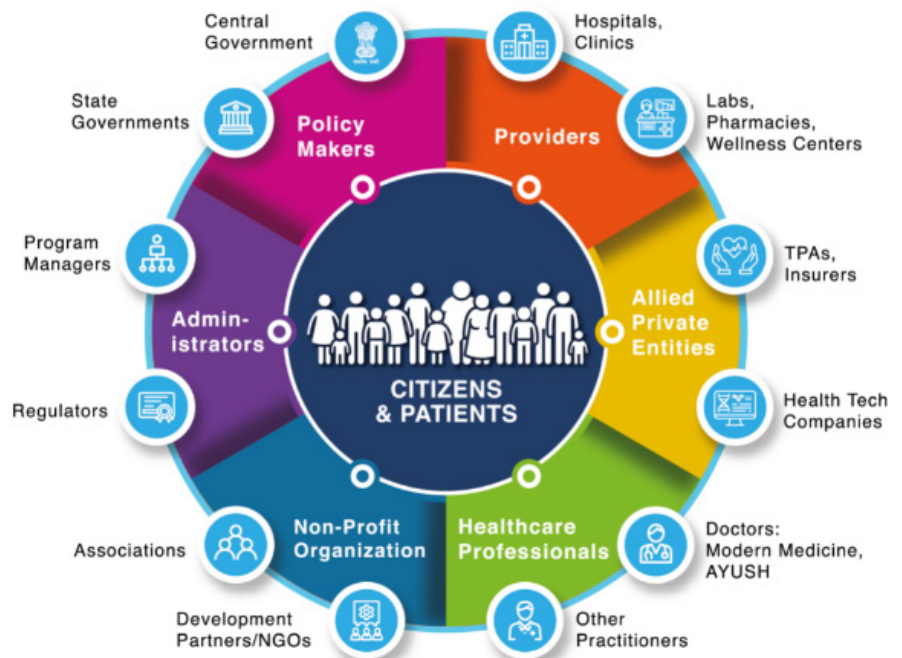 Central
Government
Hospitals,
Clinics
State
Governments
Policy
Makers
Providers
Labs,
Pharmacies,
Wellness Centers
Program
Managers
Admin-
istrators
Allied
Private
Entities
TPAs,
Insurers
CITIZENS
& PATIENTS
Regulators
Health Tech
Companies
Associations
Non-Profit
Organization
Healthcare
Professionals
Doctors:
Modern Medicine,
AYUSH
Development
Partners/NGOs
Other
Practitioners